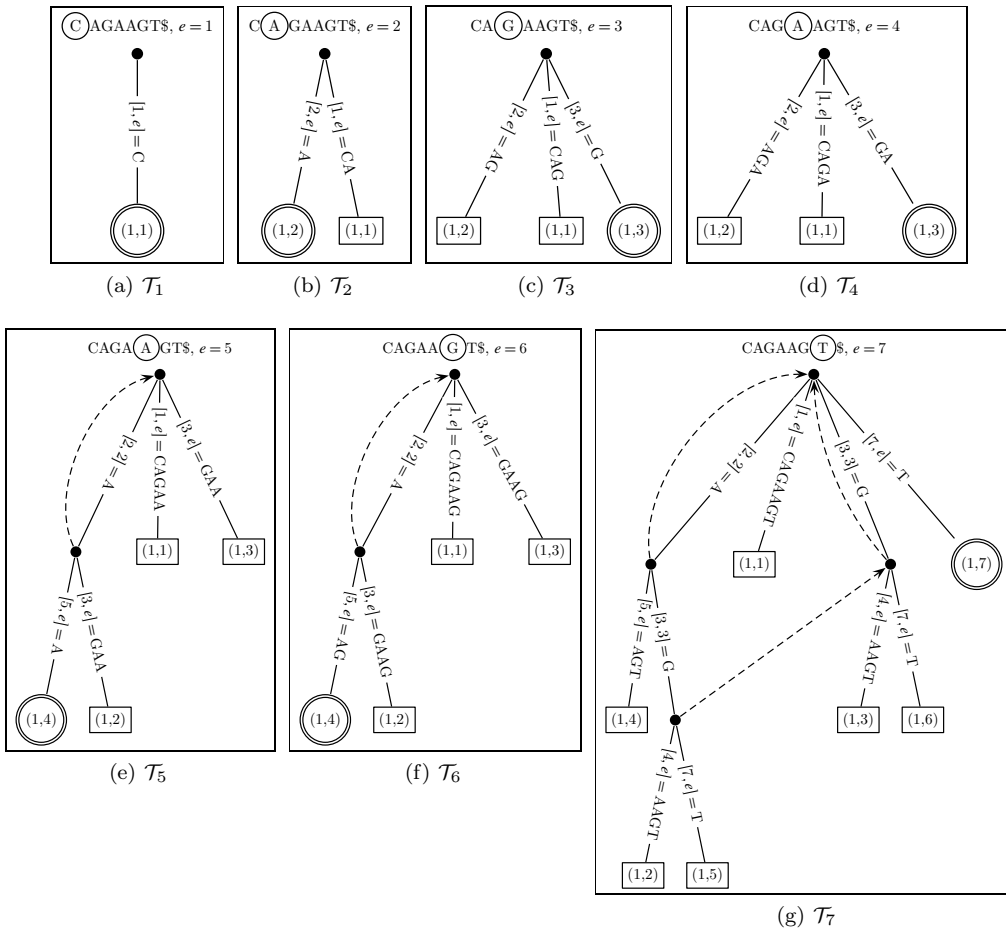 CAGAAGT$, e = 1
[1,e] = C
(1,1)
(a) 𝒯₁
CAGAAGT$, e = 2
[2,e] = A
[1,e] = CA
(1,2)
(1,1)
(b) 𝒯₂
CAGAAGT$, e = 3
[2,e] = AG
[1,e] = CAG
[3,e] = G
(1,2)
(1,1)
(1,3)
(c) 𝒯₃
CAGAAGT$, e = 4
[2,e] = AGA
[1,e] = CAGA
[3,e] = GA
(1,2)
(1,1)
(1,3)
(d) 𝒯₄
CAGAAGT$, e = 5
[2,2] = A
[1,e] = CAGAA
[3,e] = GAA
(1,1)
(1,3)
[5,e] = A
[3,e] = GAA
(1,4)
(1,2)
(e) 𝒯₅
CAGAAGT$, e = 6
[2,2] = A
[1,e] = CAGAAG
[3,e] = GAAG
(1,1)
(1,3)
[5,e] = AG
[3,e] = GAAG
(1,4)
(1,2)
(f) 𝒯₆
CAGAAGT$, e = 7
[2,2] = A
[1,e] = CAGAAGT
[3,3] = G
[7,e] = T
(1,1)
(1,7)
[5,e] = AGT
[3,3] = G
[4,e] = AAGT
[7,e] = T
(1,4)
(1,3)
(1,6)
[4,e] = AAGT
[7,e] = T
(1,2)
(1,5)
(g) 𝒯₇